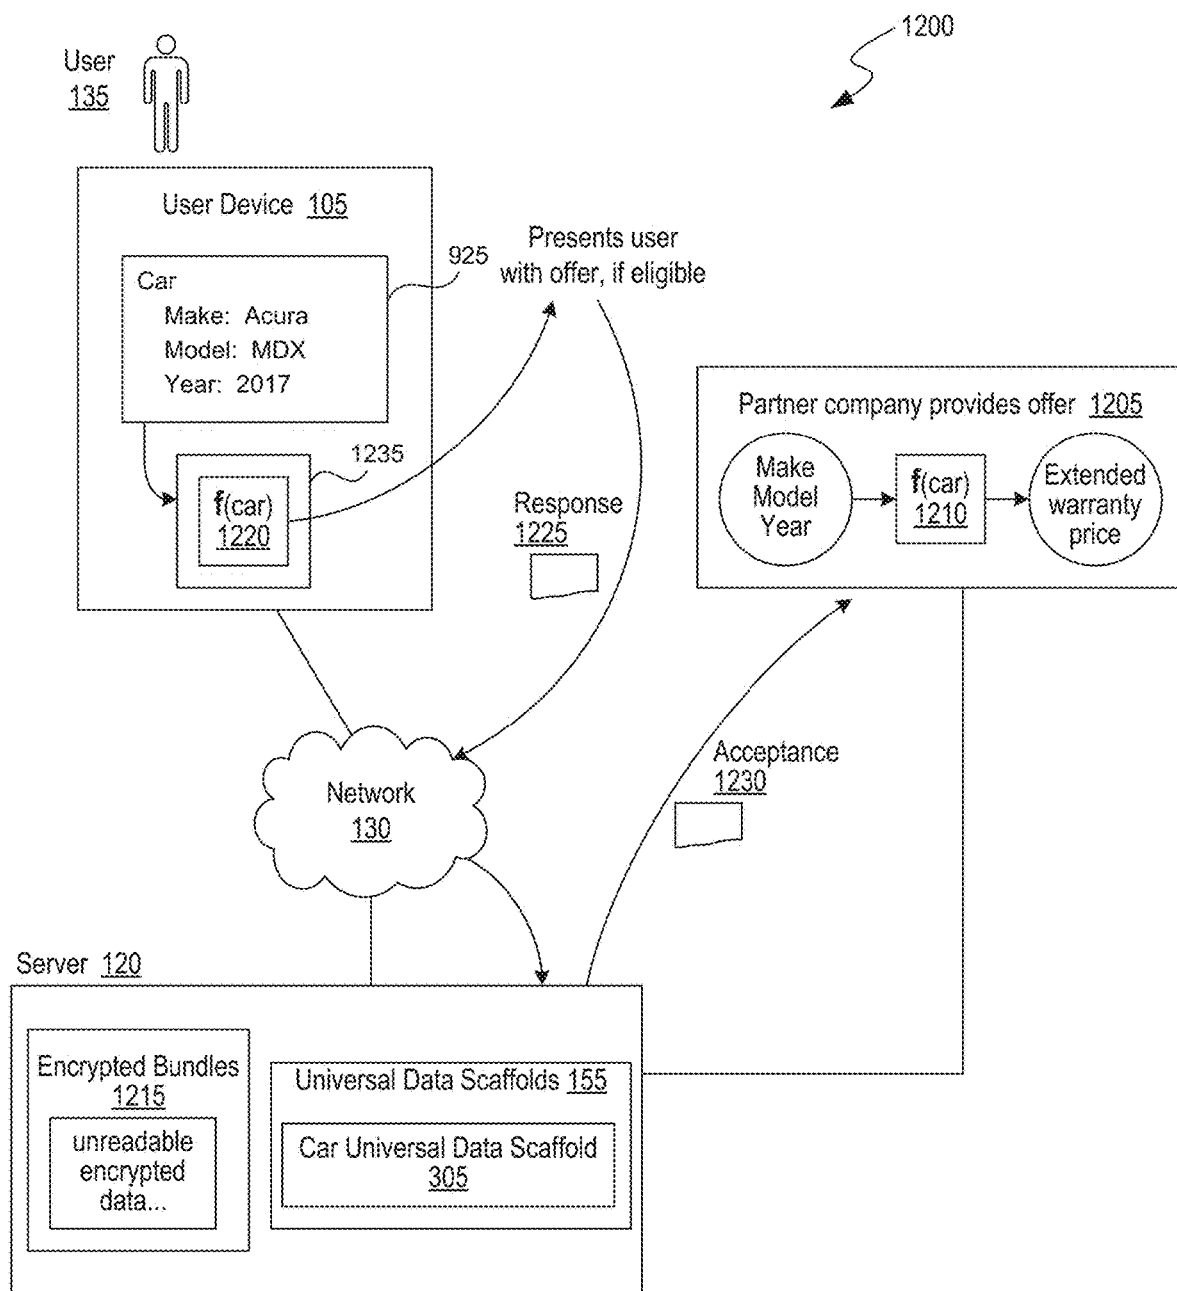 1200
User
135
User Device 105
925
Car
Make: Acura
Model: MDX
Year: 2017
1235
f(car)
1220
Presents user
with offer, if eligible
Response
1225
Partner company provides offer 1205
Make
Model
Year
f(car)
1210
Extended
warranty
price
Network
130
Acceptance
1230
Server 120
Encrypted Bundles
1215
unreadable
encrypted
data...
Universal Data Scaffolds 155
Car Universal Data Scaffold
305